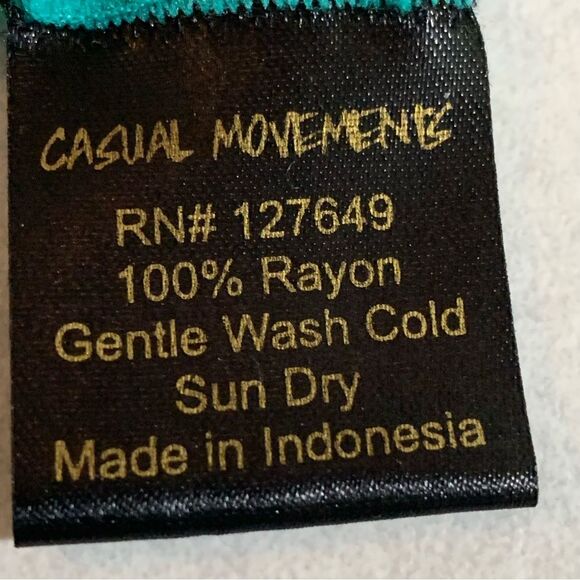 CASUAL MOVEMENTS
RN# 127649
100% Rayon
Gentle Wash Cold
Sun Dry
Made in Indonesia